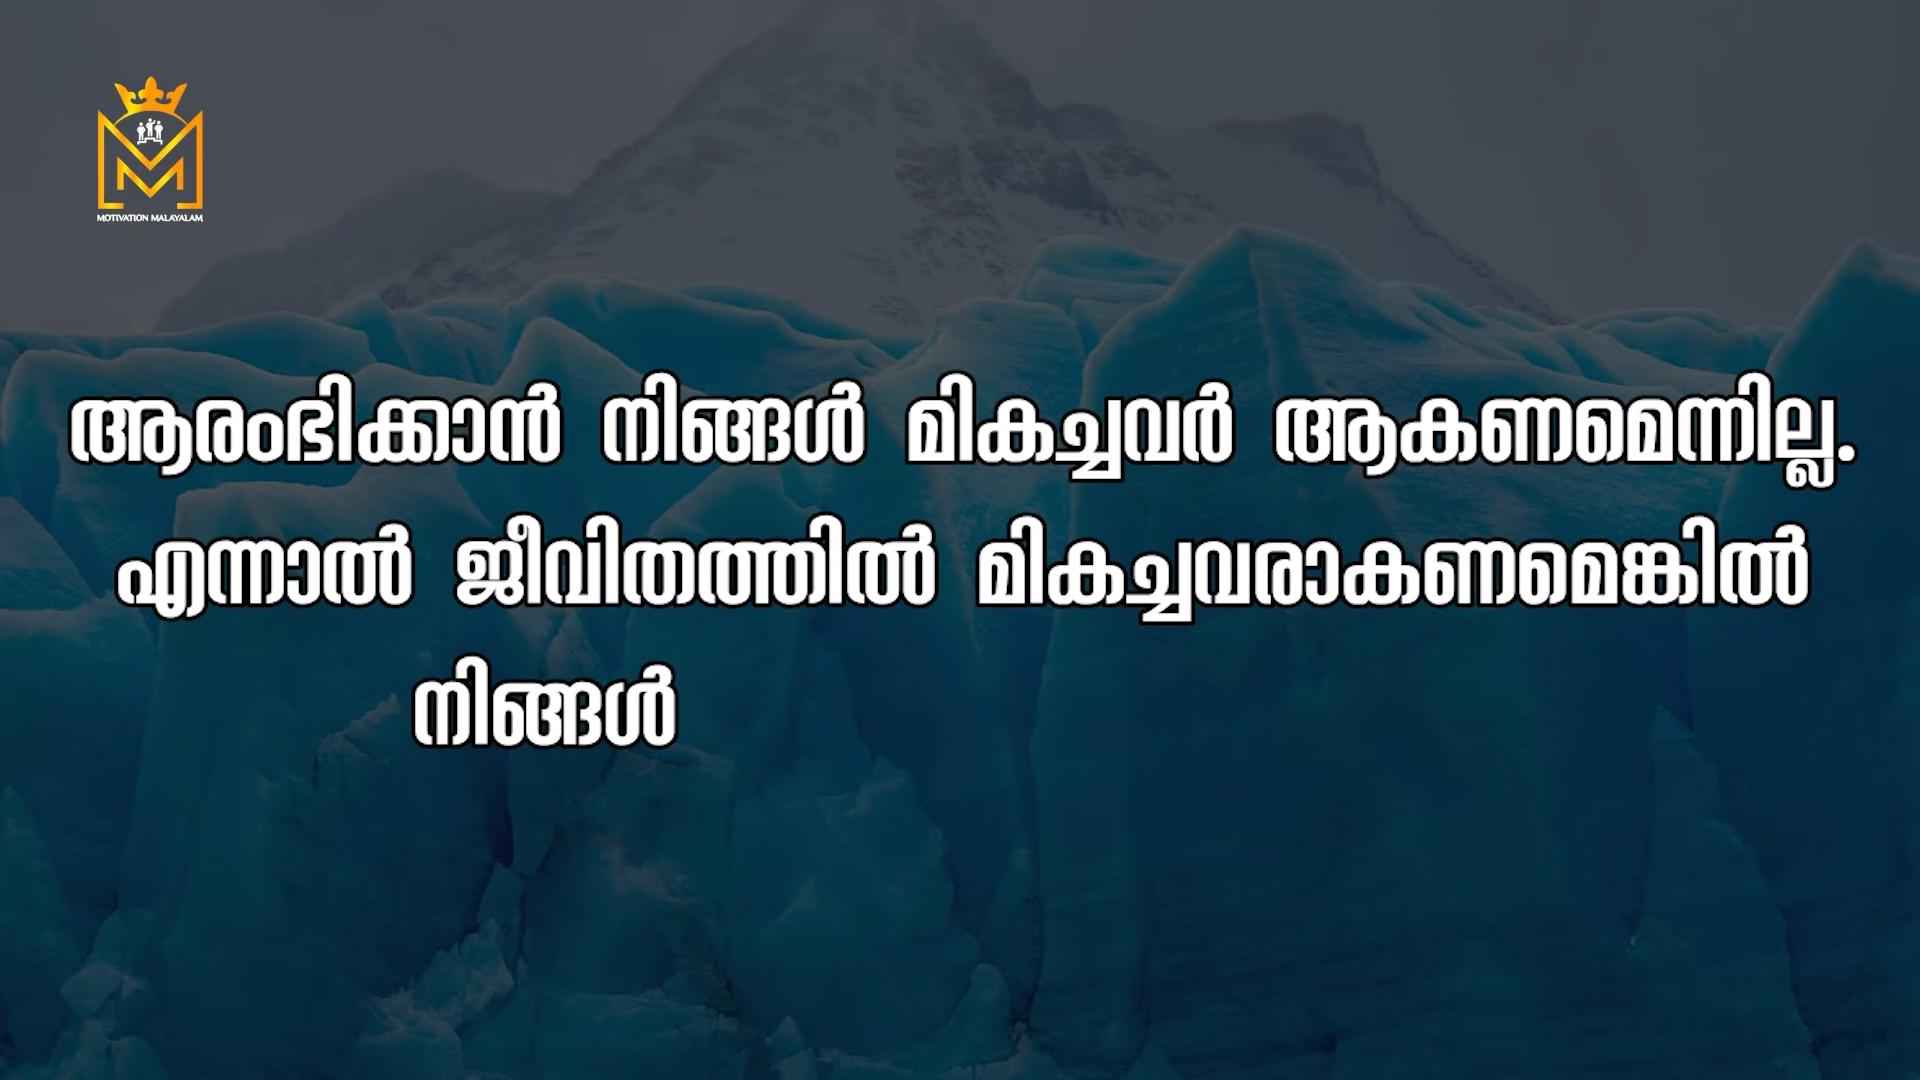 MOTIVATION MALAYALAM
ആരംഭിക്കാൻ നിങ്ങൾ മികച്ചവർ ആകണമെന്നില്ല.
എന്നാൽ ജീവിതത്തിൽ മികച്ചവരാകണമെങ്കിൽ
നിങ്ങൾ